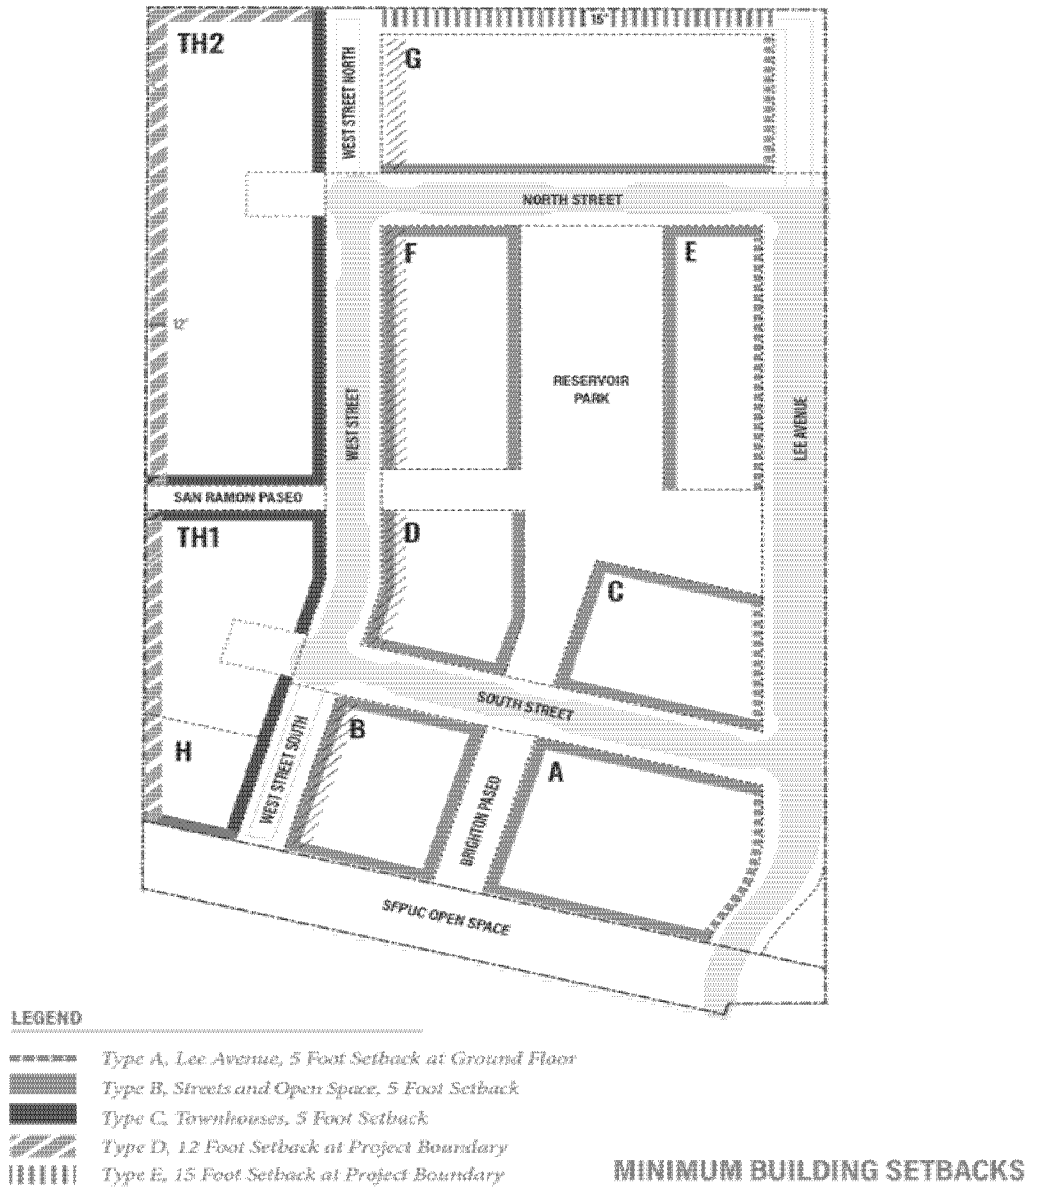 15"
TH2
G
WEST STREET NORTH
NORTH STREET
F
E
12"
RESERVOIR
PARK
WEST STREET
LEE AVENUE
SAN RAMON PASEO
TH1
D
C
SOUTH STREET
H
WEST STREET SOUTH
B
BRIGHTON PASEO
A
SFPUC OPEN SPACE
LEGEND
Type A, Lee Avenue, 5 Foot Setback at Ground Floor
Type B, Streets and Open Space, 5 Foot Setback
Type C, Townhouses, 5 Foot Setback
Type D, 12 Foot Setback at Project Boundary
Type E, 15 Foot Setback at Project Boundary
MINIMUM BUILDING SETBACKS